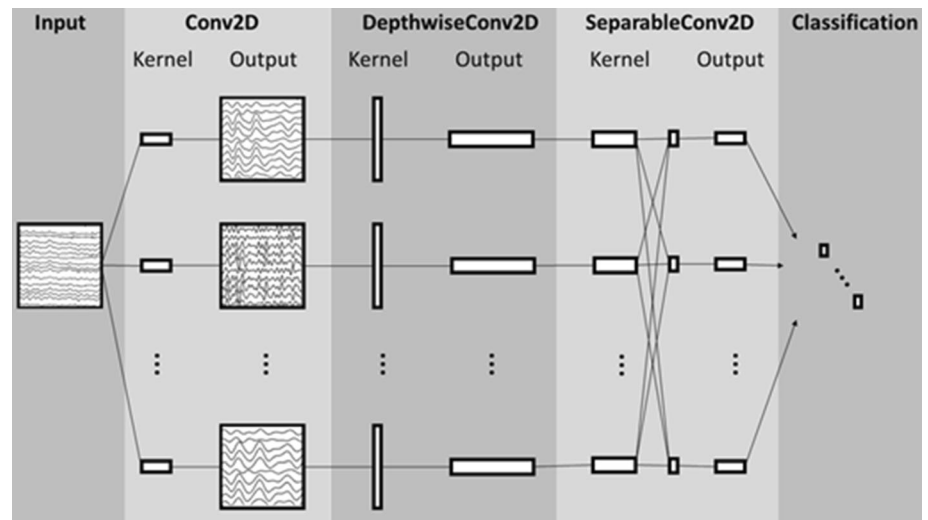 Input Conv2D DepthwiseConv2D SeparableConv2D Classification
Kernel Output Kernel Output Kernel Output